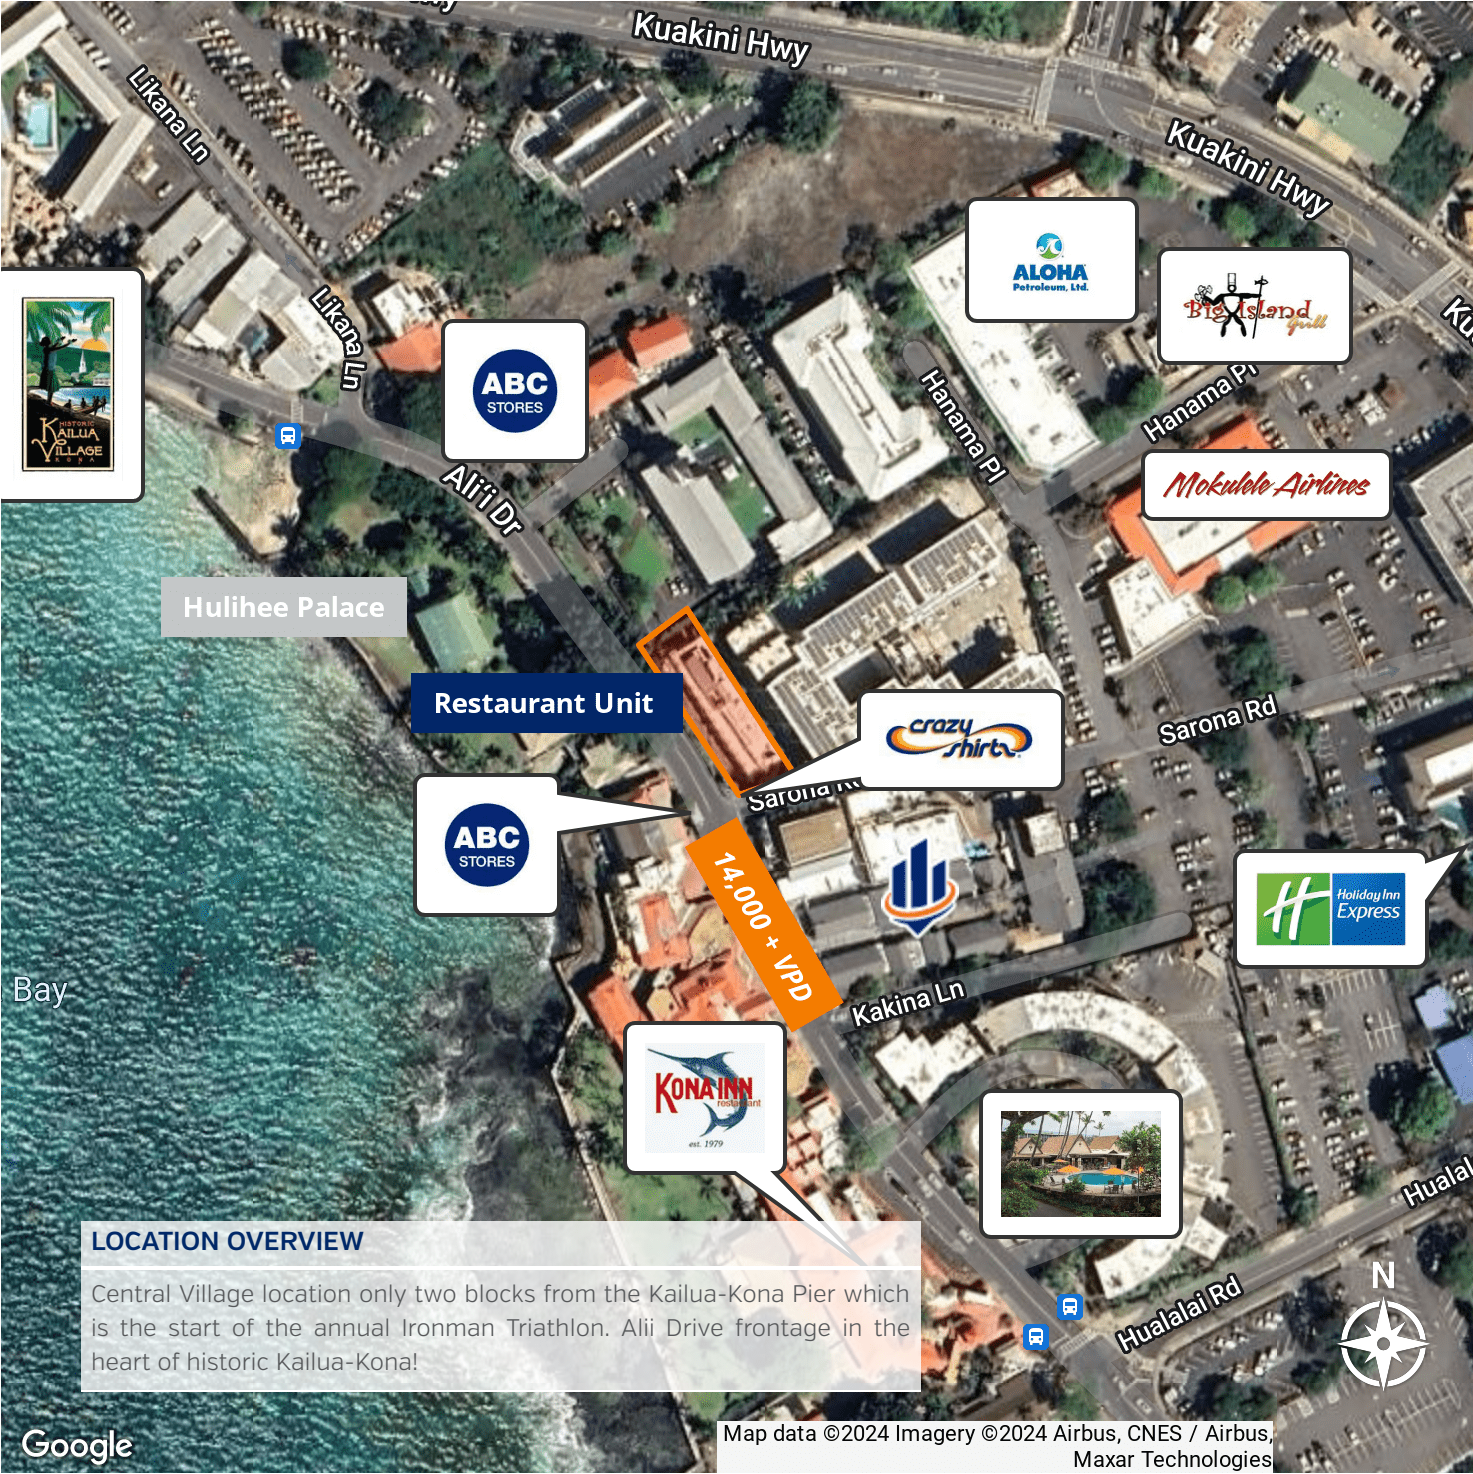 Kuakini Hwy
Likana Ln
Kuakini Hwy
ALOHA
Petroleum, Ltd.
Big Island
Grill
HISTORIC
KAILUA
VILLAGE
KONA
Likana Ln
ABC
STORES
Hanama Pl
Hanama Pl
Mokulele Airlines
Ali'i Dr
Hulihee Palace
Restaurant Unit
crazy
shirts
Sarona Rd
Sarona Rd
ABC
STORES
14,000 + VPD
Holiday Inn
Express
Bay
Kakina Ln
KONA INN
restaurant
est. 1979
Hualal
LOCATION OVERVIEW
Central Village location only two blocks from the Kailua-Kona Pier which
is the start of the annual Ironman Triathlon. Alii Drive frontage in the
heart of historic Kailua-Kona!
Hualalai Rd
N
Google
Map data ©2024 Imagery ©2024 Airbus, CNES / Airbus,
Maxar Technologies